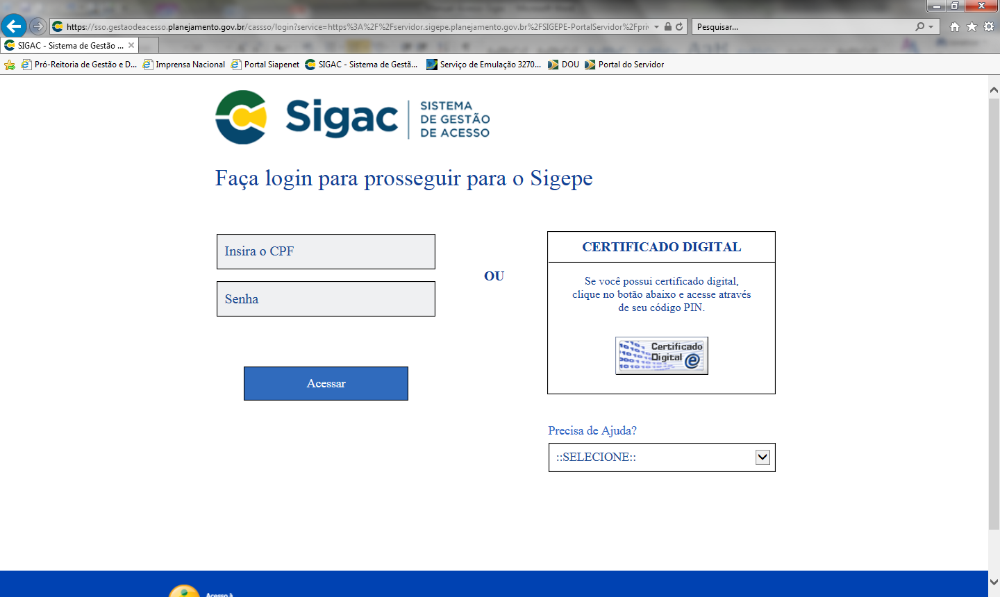 https://sso.gestaodeacesso.planejamento.gov.br/cassso/login?service=https%3A%2F%2Fservidor.sigepe.planejamento.gov.br%2FSIGEPE-PortalServidor%2Fpriv
Pesquisar...
SIGAC - Sistema de Gestão ...
Pró-Reitoria de Gestão e D... Imprensa Nacional Portal Siapenet SIGAC - Sistema de Gestã... Serviço de Emulação 3270... DOU Portal do Servidor
Sigac
SISTEMA
DE GESTÃO
DE ACESSO
Faça login para prosseguir para o Sigepe
Insira o CPF
Senha
Acessar
OU
CERTIFICADO DIGITAL
Se você possui certificado digital,
clique no botão abaixo e acesse através
de seu código PIN.
Certificado
Digital
Precisa de Ajuda?
::SELECIONE::
Acesso à